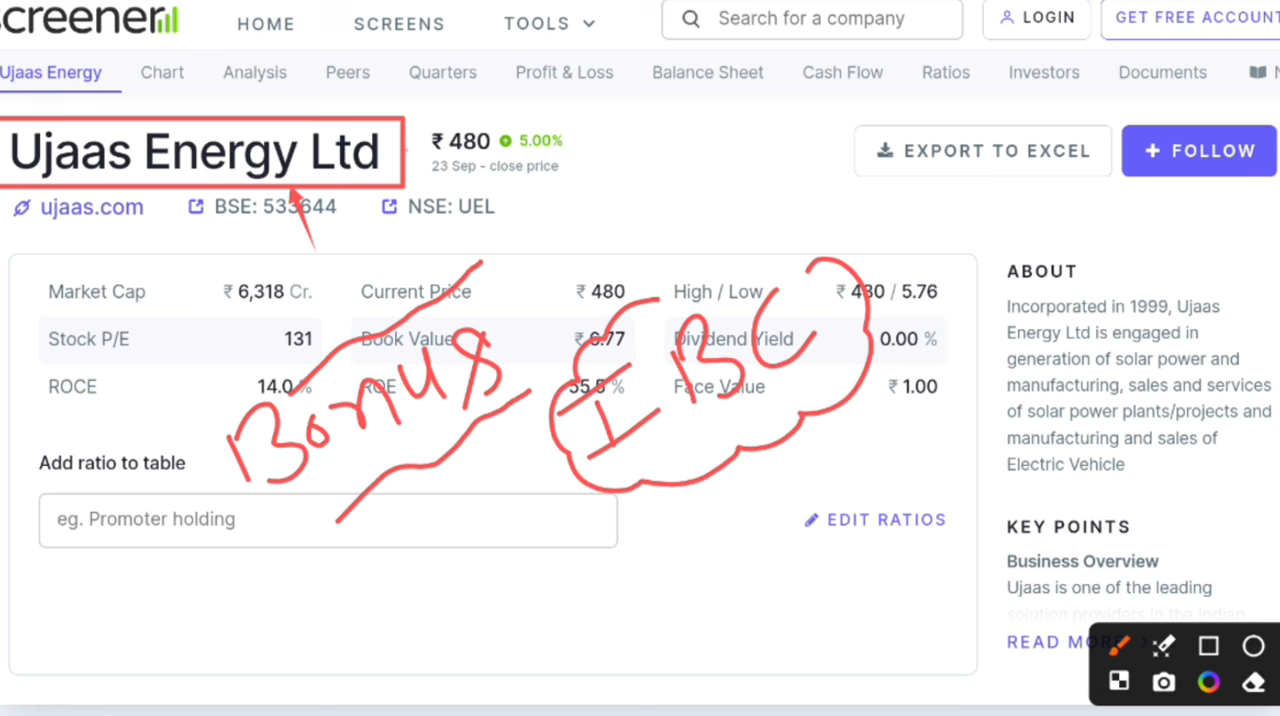 screener
HOME SCREENS TOOLS
Search for a company
LOGIN
GET FREE ACCOUNT
Ujaas Energy Chart Analysis Peers Quarters Profit & Loss Balance Sheet Cash Flow Ratios Investors Documents
Ujaas Energy Ltd
₹ 480 5.00%
23 Sep - close price
EXPORT TO EXCEL
+ FOLLOW
ujaas.com BSE: 533644 NSE: UEL
Market Cap ₹ 6,318 Cr.
Current Price ₹ 480
High / Low ₹ 480 / 5.76
Stock P/E 131
Book Value ₹ 6.77
Dividend Yield 0.00 %
ROCE 14.0 %
ROE 55.5 %
Face Value ₹ 1.00
Bonus
IBC
Add ratio to table
eg. Promoter holding
EDIT RATIOS
ABOUT
Incorporated in 1999, Ujaas
Energy Ltd is engaged in
generation of solar power and
manufacturing, sales and services
of solar power plants/projects and
manufacturing and sales of
Electric Vehicle
KEY POINTS
Business Overview
Ujaas is one of the leading
solution providers in the Indian
READ MORE